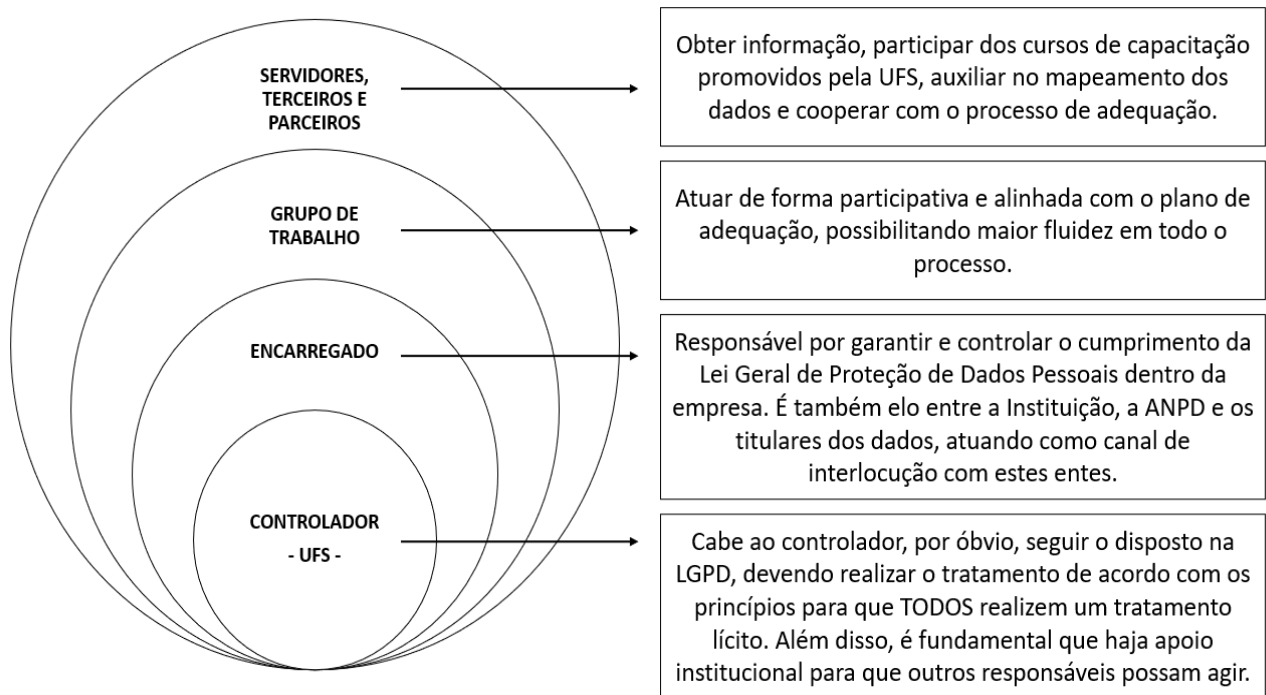 SERVIDORES,
TERCEIROS E
PARCEIROS
Obter informação, participar dos cursos de capacitação
promovidos pela UFS, auxiliar no mapeamento dos
dados e cooperar com o processo de adequação.
GRUPO DE
TRABALHO
Atuar de forma participativa e alinhada com o plano de
adequação, possibilitando maior fluidez em todo o
processo.
ENCARREGADO
Responsável por garantir e controlar o cumprimento da
Lei Geral de Proteção de Dados Pessoais dentro da
empresa. É também elo entre a Instituição, a ANPD e os
titulares dos dados, atuando como canal de
interlocução com estes entes.
CONTROLADOR
- UFS -
Cabe ao controlador, por óbvio, seguir o disposto na
LGPD, devendo realizar o tratamento de acordo com os
princípios para que TODOS realizem um tratamento
lícito. Além disso, é fundamental que haja apoio
institucional para que outros responsáveis possam agir.